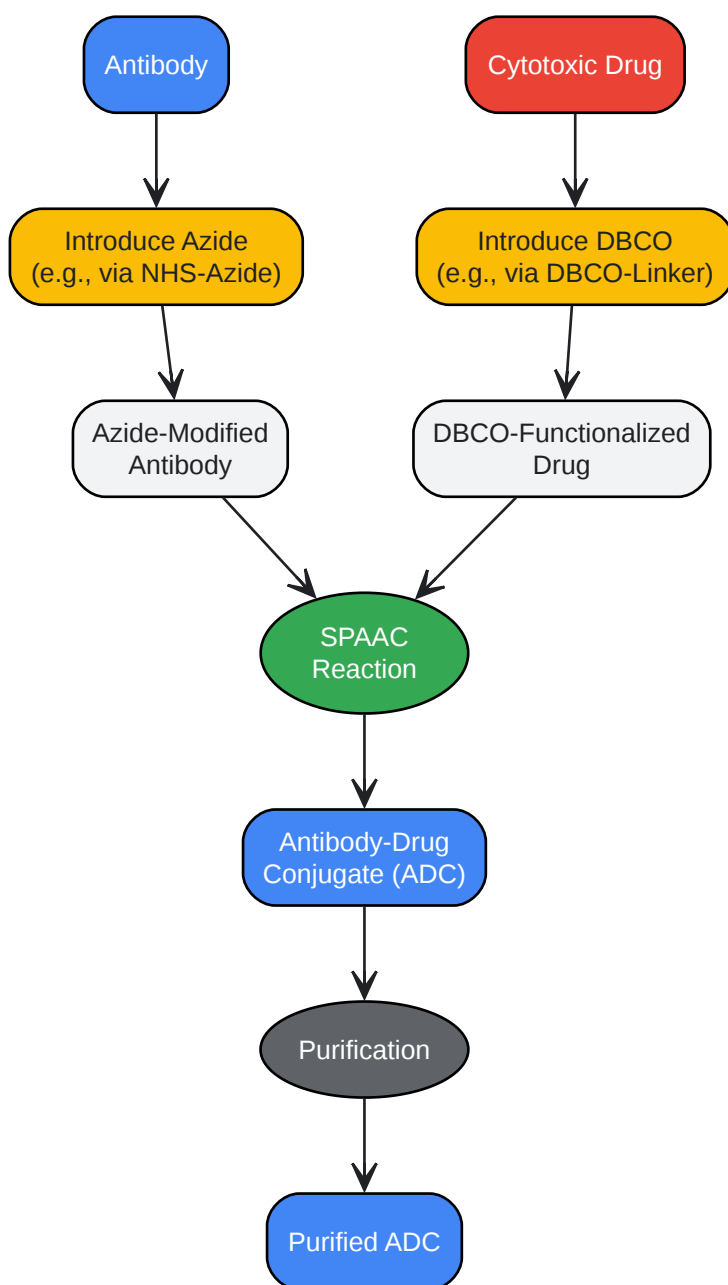 Antibody
Cytotoxic Drug
Introduce Azide
(e.g., via NHS-Azide)
Introduce DBCO
(e.g., via DBCO-Linker)
Azide-Modified
Antibody
DBCO-Functionalized
Drug
SPAAC
Reaction
Antibody-Drug
Conjugate (ADC)
Purification
Purified ADC